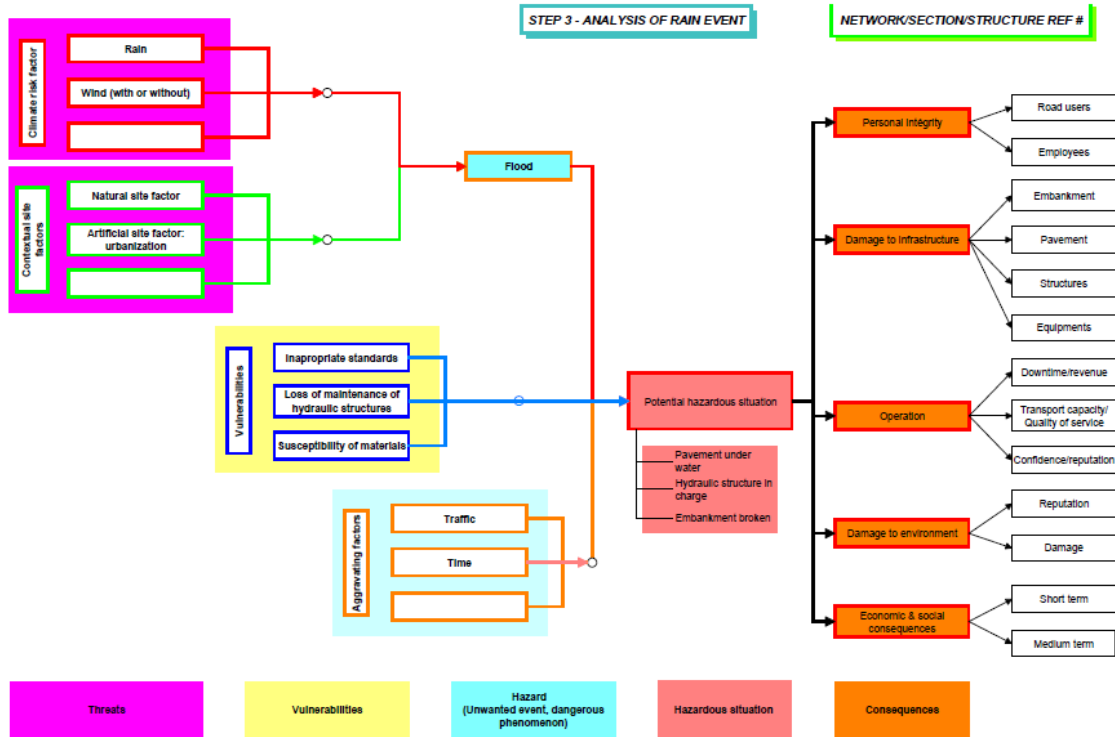 STEP 3 - ANALYSIS OF RAIN EVENT
NETWORK/SECTION/STRUCTURE REF #
Climate risk factor
Rain
Wind (with or without)
Contextual site
factors
Natural site factor
Artificial site factor:
urbanization
Flood
Vulnerabilities
Inapropriate standards
Loss of maintenance of
hydraulic structures
Susceptibility of materials
Aggravating factors
Traffic
Time
Potential hazardous situation
Pavement under
water
Hydraulic structure in
charge
Embankment broken
Personal Integrity
Road users
Employees
Damage to Infrastructure
Embankment
Pavement
Structures
Equipments
Operation
Downtime/revenue
Transport capacity/
Quality of service
Confidence/reputation
Damage to environment
Reputation
Damage
Economic & social
consequences
Short term
Medium term
Threats
Vulnerabilities
Hazard
(Unwanted event, dangerous
phenomenon)
Hazardous situation
Consequences